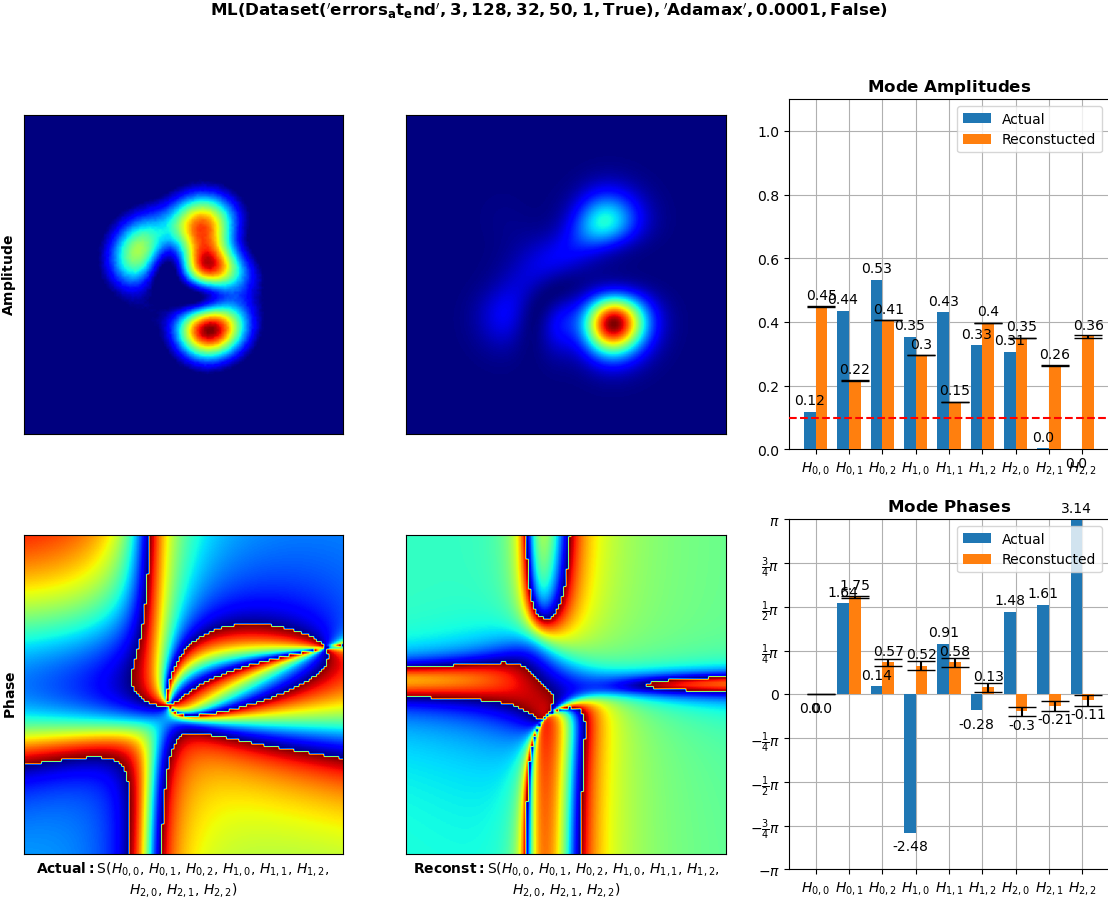 ML(Dataset('errors_at_end', 3, 128, 32, 50, 1, True), 'Adamax', 0.0001, False)
Amplitude
Mode Amplitudes
Actual
Reconstucted
1.0
0.8
0.6
0.4
0.2
0.0
0.12
0.45
0.44
0.22
0.53
0.41
0.35
0.3
0.43
0.15
0.33
0.4
0.31
0.35
0.0
0.26
0.0
0.36
H0,0 H0,1 H0,2 H1,0 H1,1 H1,2 H2,0 H2,1 H2,2
Phase
Actual: S(H0,0, H0,1, H0,2, H1,0, H1,1, H1,2,
H2,0, H2,1, H2,2)
Reconst: S(H0,0, H0,1, H0,2, H1,0, H1,1, H1,2,
H2,0, H2,1, H2,2)
Mode Phases
Actual
Reconstucted
π
3/4π
1/2π
1/4π
0
−1/4π
−1/2π
−3/4π
−π
0.0
0.0
1.64
1.75
0.14
0.57
-2.48
0.52
0.91
0.58
-0.28
0.13
1.48
-0.3
1.61
-0.21
3.14
-0.11
H0,0 H0,1 H0,2 H1,0 H1,1 H1,2 H2,0 H2,1 H2,2